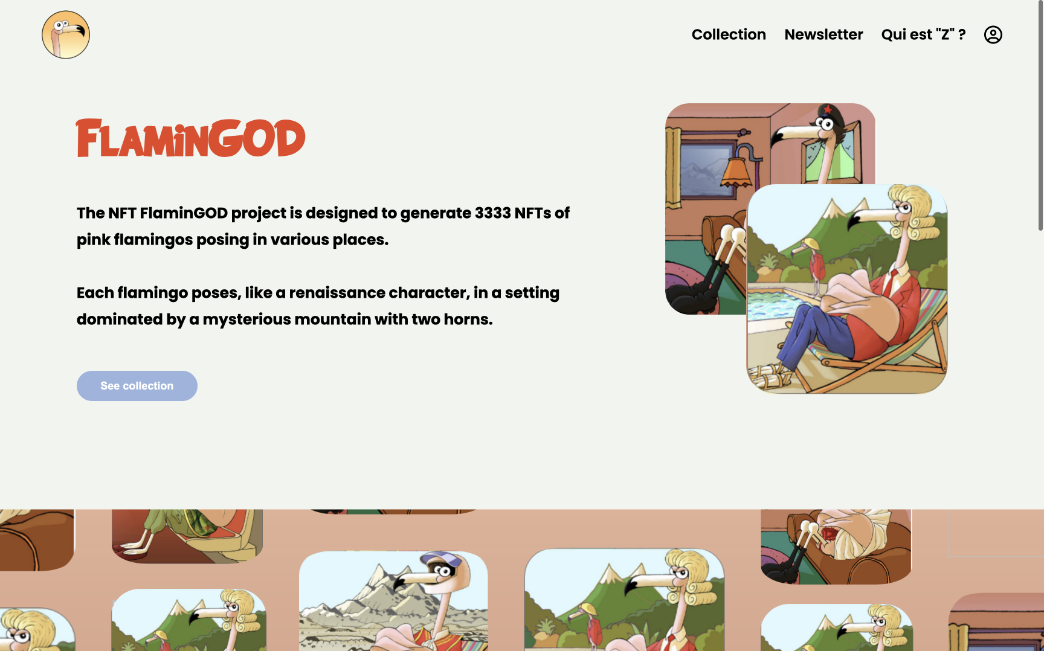 Collection Newsletter Qui est "Z" ?
FLAMiNGOD
The NFT FlaminGOD project is designed to generate 3333 NFTs of
pink flamingos posing in various places.
Each flamingo poses, like a renaissance character, in a setting
dominated by a mysterious mountain with two horns.
See collection